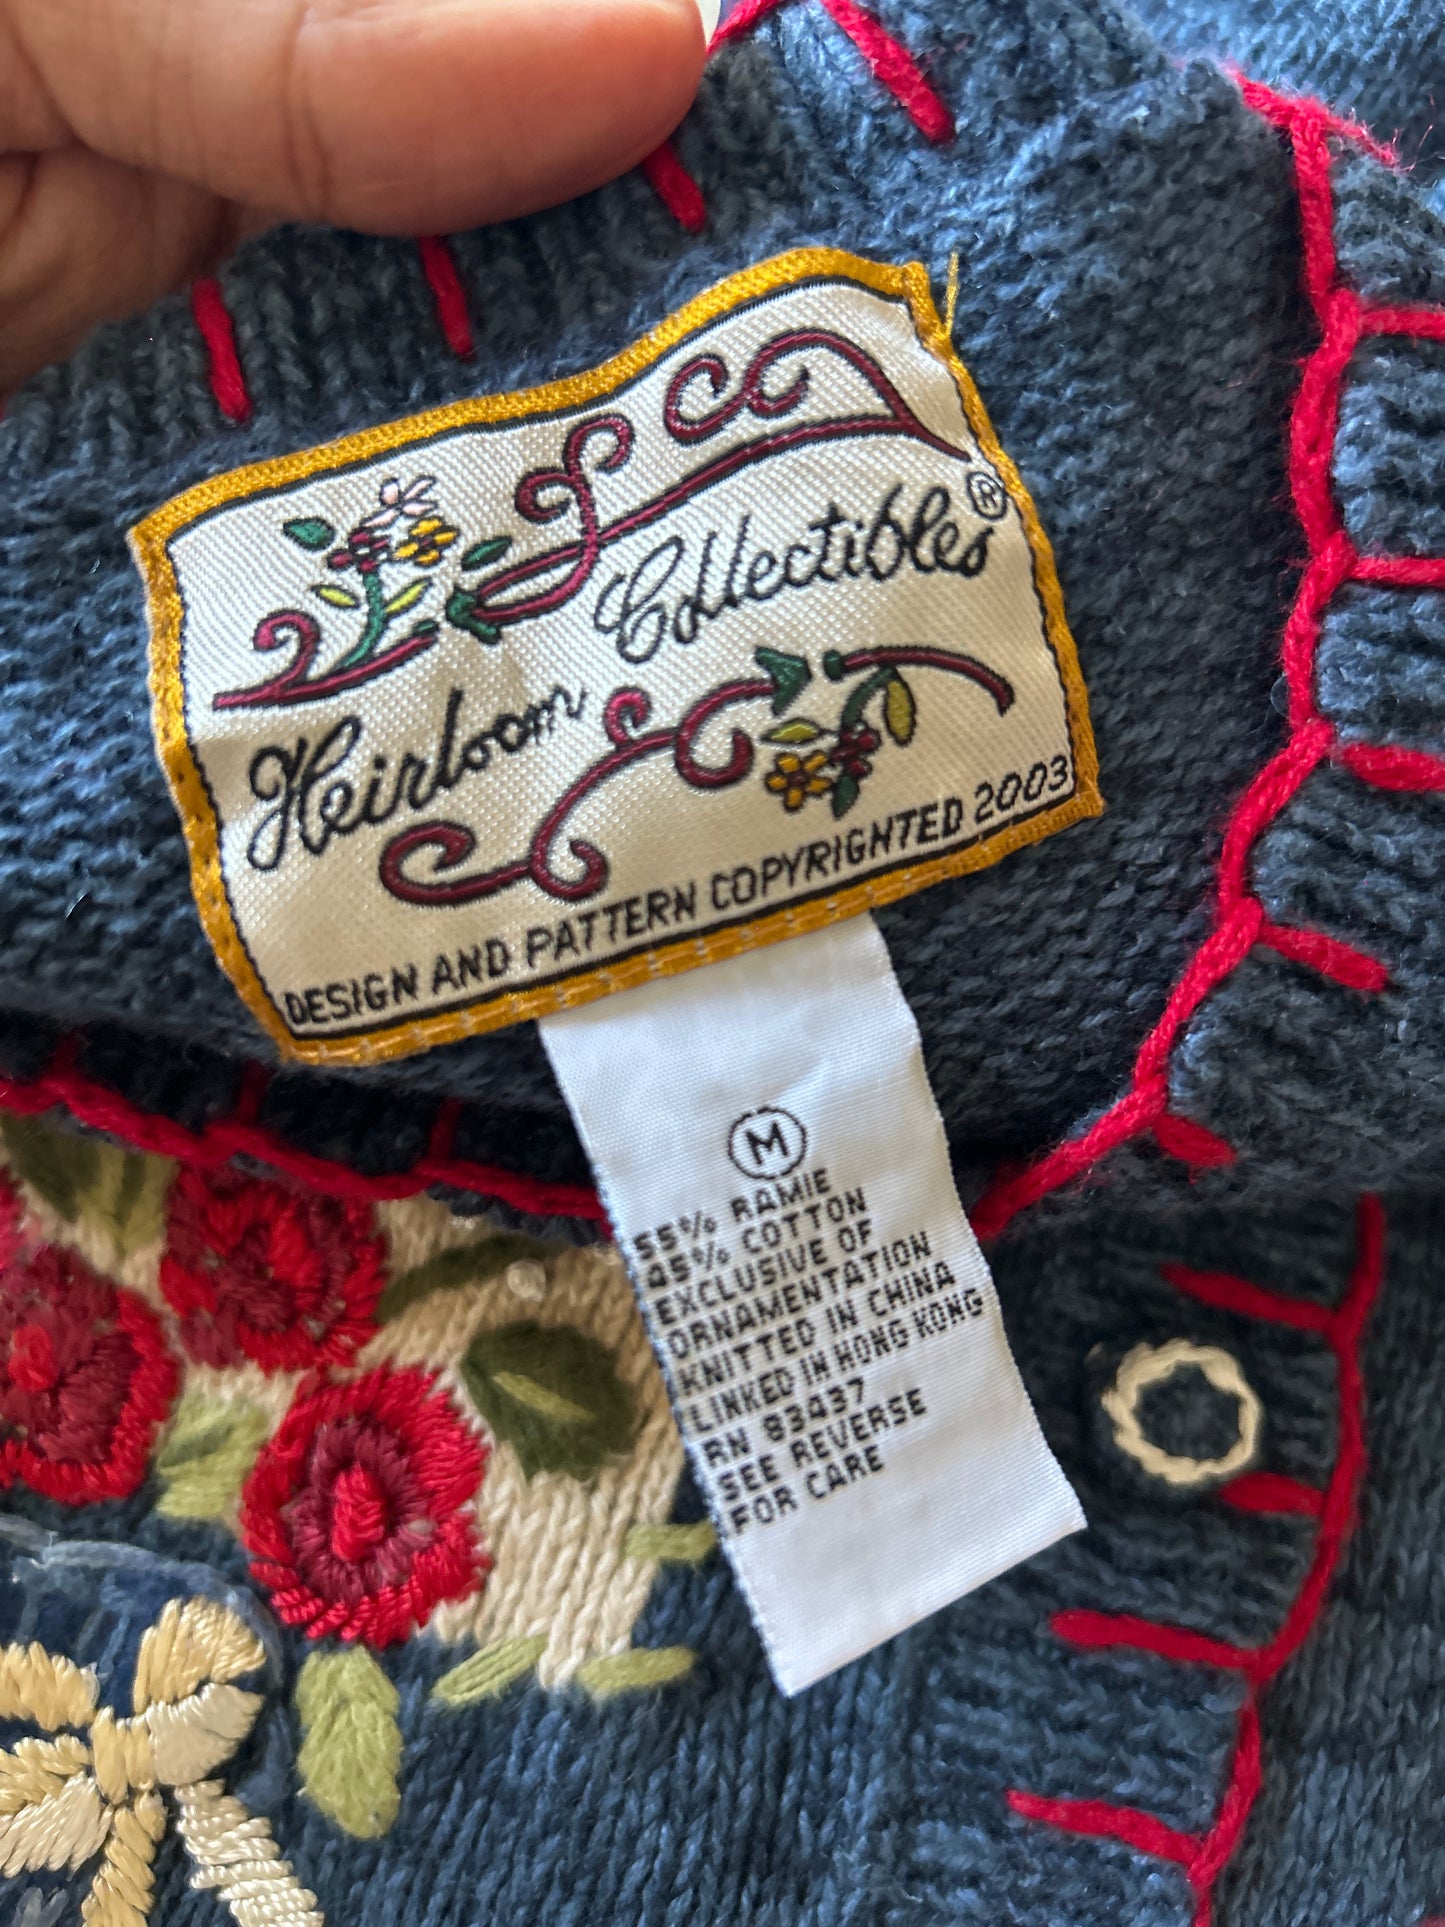 Heirloom Collectibles®
DESIGN AND PATTERN COPYRIGHTED 2003
M
55% RAMIE
45% COTTON
EXCLUSIVE OF
ORNAMENTATION
KNITTED IN CHINA
LINKED IN HONG KONG
RN 83437
SEE REVERSE
FOR CARE